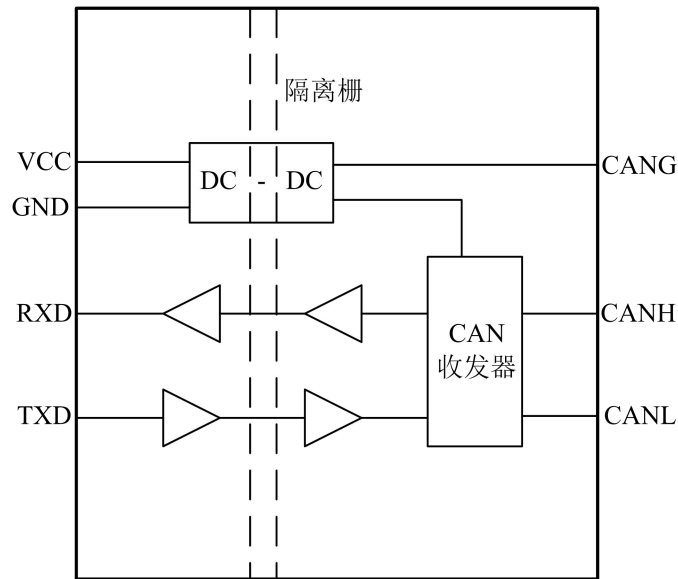 隔离栅
VCC
DC - DC
CANG
GND
RXD
CAN
收发器
CANH
TXD
CANL